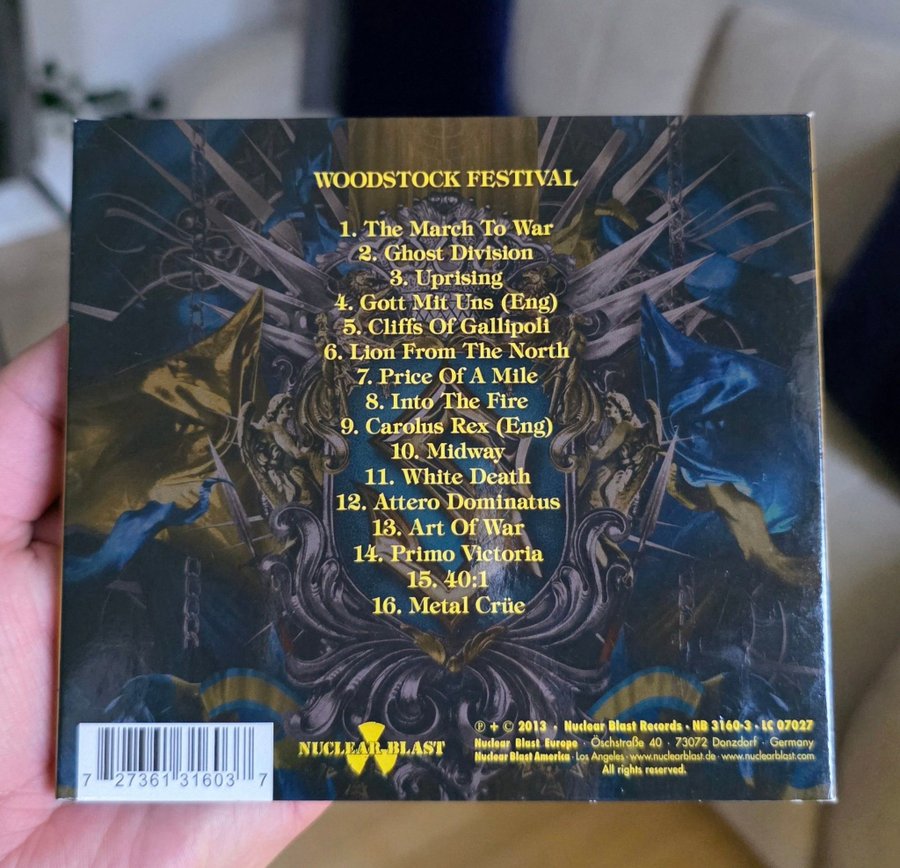 WOODSTOCK FESTIVAL
1. The March To War
2. Ghost Division
3. Uprising
4. Gott Mit Uns (Eng)
5. Cliffs Of Gallipoli
6. Lion From The North
7. Price Of A Mile
8. Into The Fire
9. Carolus Rex (Eng)
10. Midway
11. White Death
12. Attero Dominatus
13. Art Of War
14. Primo Victoria
15. 40:1
16. Metal Crüe
7 27361 31603 7
NUCLEAR BLAST
℗ + © 2013 · Nuclear Blast Records · NB 3160-3 · LC 07027
Nuclear Blast Europe · Öschstraße 40 · 73072 Donzdorf · Germany
Nuclear Blast America · Los Angeles · www.nuclearblast.de · www.nuclearblast.com
All rights reserved.